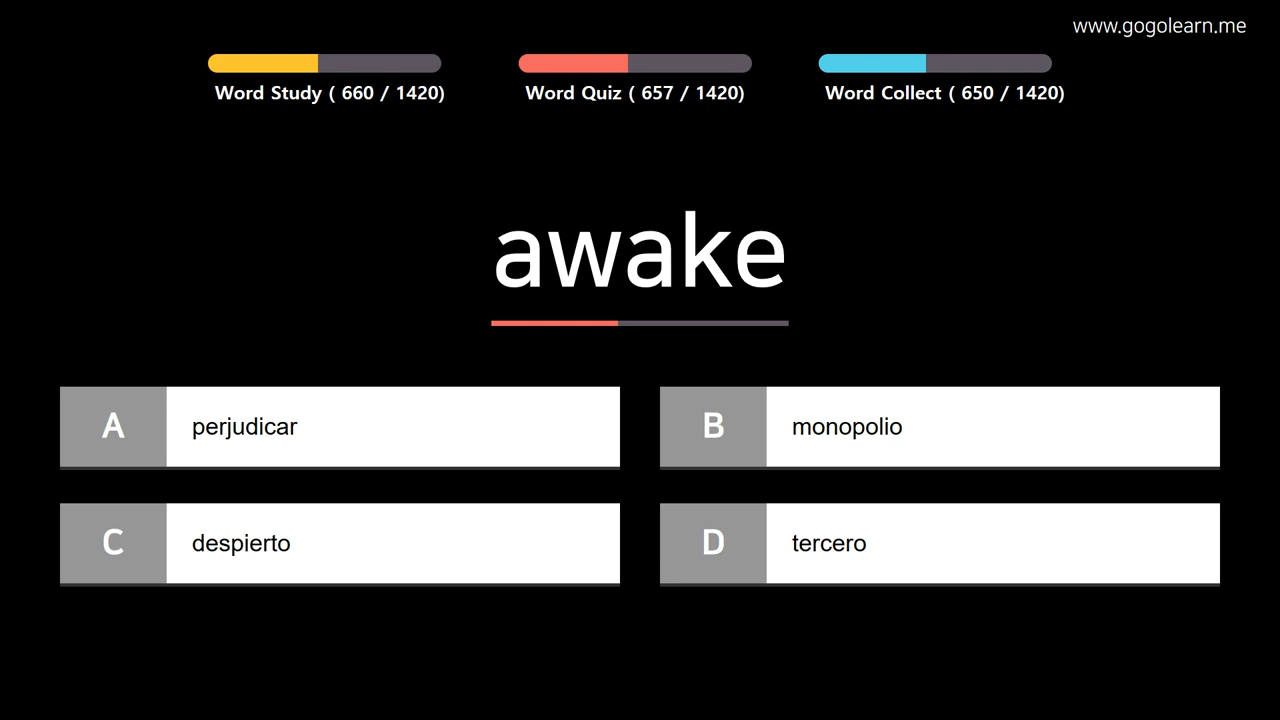 www.gogolearn.me
Word Study ( 660 / 1420)
Word Quiz ( 657 / 1420)
Word Collect ( 650 / 1420)
awake
A
perjudicar
B
monopolio
C
despierto
D
tercero